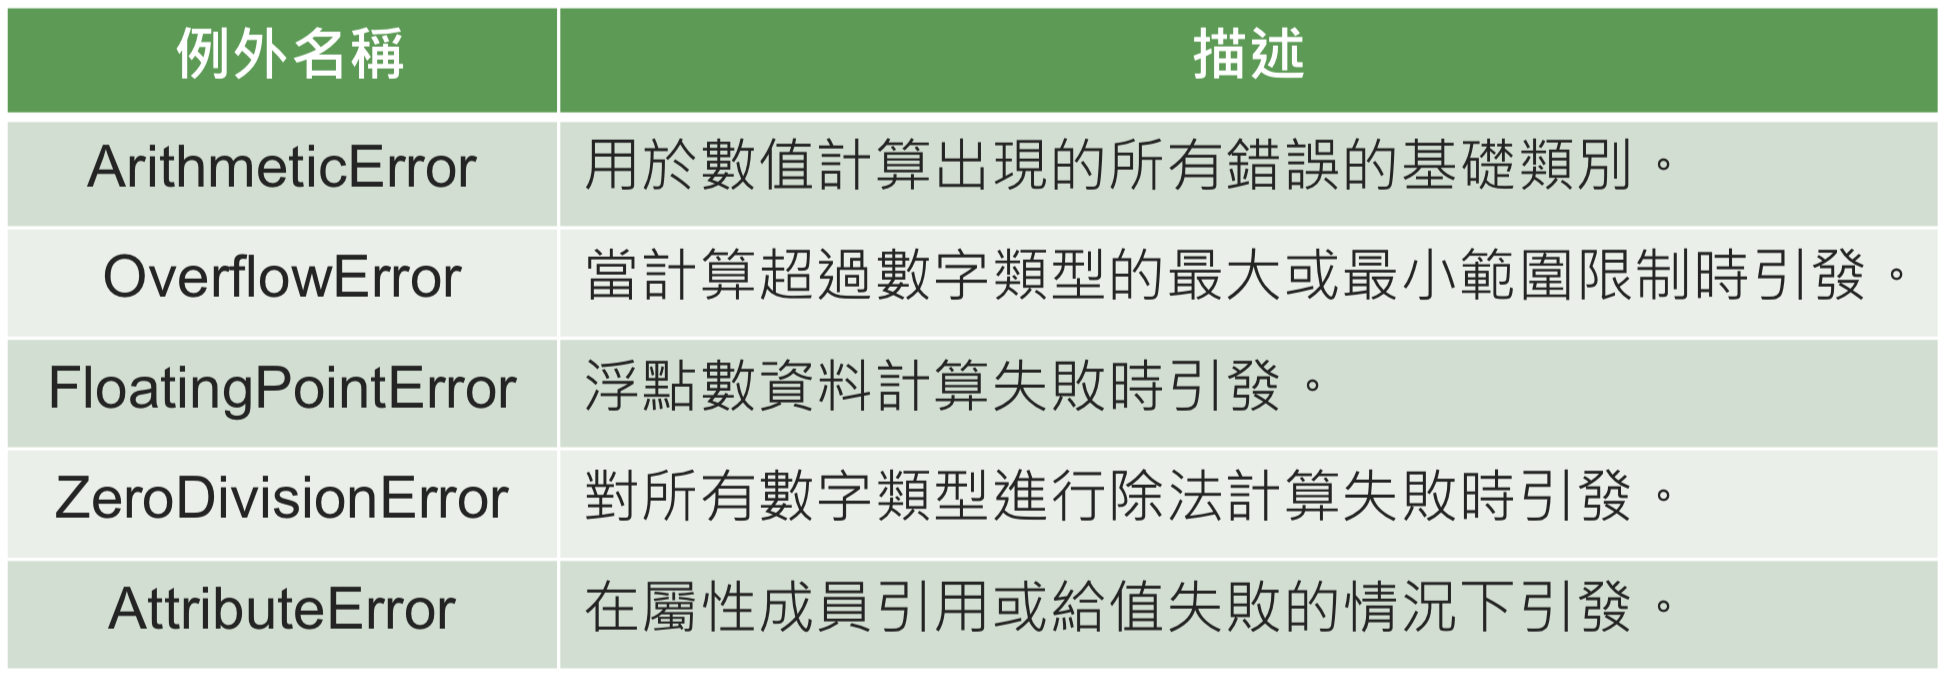 例外名稱 描述
ArithmeticError 用於數值計算出現的所有錯誤的基礎類別。
OverflowError 當計算超過數字類型的最大或最小範圍限制時引發。
FloatingPointError 浮點數資料計算失敗時引發。
ZeroDivisionError 對所有數字類型進行除法計算失敗時引發。
AttributeError 在屬性成員引用或給值失敗的情況下引發。